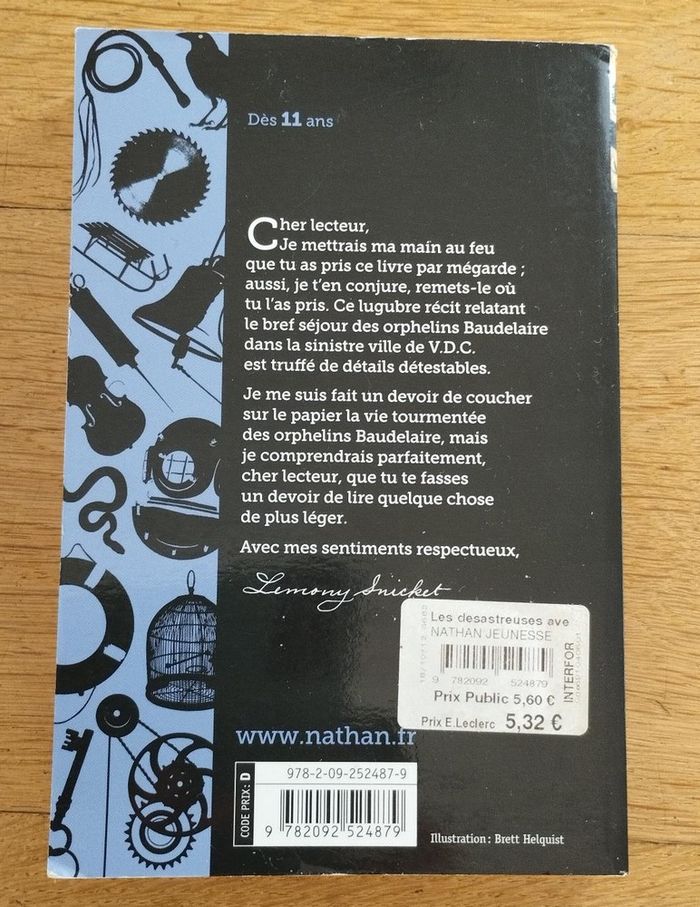 Dès 11 ans
Cher lecteur,
Je mettrais ma main au feu
que tu as pris ce livre par mégarde ;
aussi, je t'en conjure, remets-le où
tu l'as pris. Ce lugubre récit relatant
le bref séjour des orphelins Baudelaire
dans la sinistre ville de V.D.C.
est truffé de détails détestables.
Je me suis fait un devoir de coucher
sur le papier la vie tourmentée
des orphelins Baudelaire, mais
je comprendrais parfaitement,
cher lecteur, que tu te fasses
un devoir de lire quelque chose
de plus léger.
Avec mes sentiments respectueux,
Lemony Snicket
Les desastreuses ave
NATHAN JEUNESSE
9 782092 524879
Prix Public 5,60 €
Prix E.Leclerc 5,32 €
INTERFOR
www.nathan.fr
CODE PRIX : D
978-2-09-252487-9
9 782092 524879
Illustration : Brett Helquist